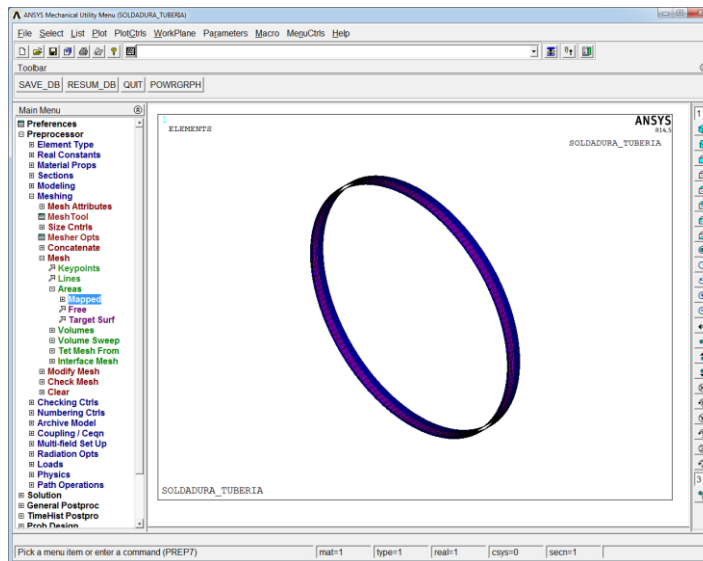 ANSYS Mechanical Utility Menu (SOLDADURA_TUBERIA)
File Select List Plot PlotCtrls WorkPlane Parameters Macro MenuCtrls Help
Toolbar
SAVE_DB RESUM_DB QUIT POWRGRPH
Main Menu
Preferences
Preprocessor
Element Type
Real Constants
Material Props
Sections
Modeling
Meshing
Mesh Attributes
MeshTool
Size Cntrls
Mesher Opts
Concatenate
Mesh
Keypoints
Lines
Areas
Mapped
Free
Target Surf
Volumes
Volume Sweep
Tet Mesh From
Interface Mesh
Modify Mesh
Check Mesh
Clear
Checking Ctrls
Numbering Ctrls
Archive Model
Coupling / Ceqn
Multi-field Set Up
Radiation Opts
Loads
Physics
Path Operations
Solution
General Postproc
TimeHist Postpro
Prob Design
1
ELEMENTS
ANSYS
R14.5
SOLDADURA_TUBERIA
SOLDADURA_TUBERIA
1
3
Pick a menu item or enter a command (PREP7)
mat=1
type=1
real=1
csys=0
secn=1